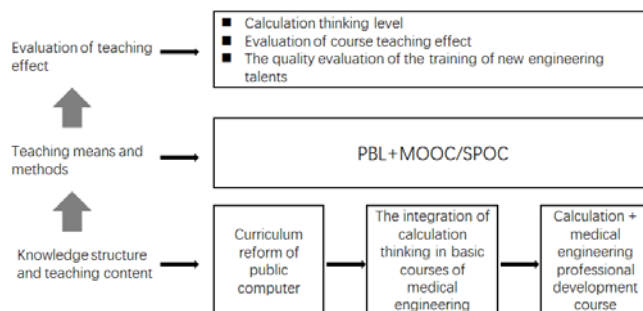 Calculation thinking level
Evaluation of course teaching effect
The quality evaluation of the training of new engineering
talents
Evaluation of teaching
effect
Teaching means and
methods
PBL+MOOC/SPOC
Knowledge structure
and teaching content
Curriculum
reform of
public
computer
The integration of
calculation
thinking in basic
courses of
medical
engineering
Calculation +
medical
engineering
professional
development
course